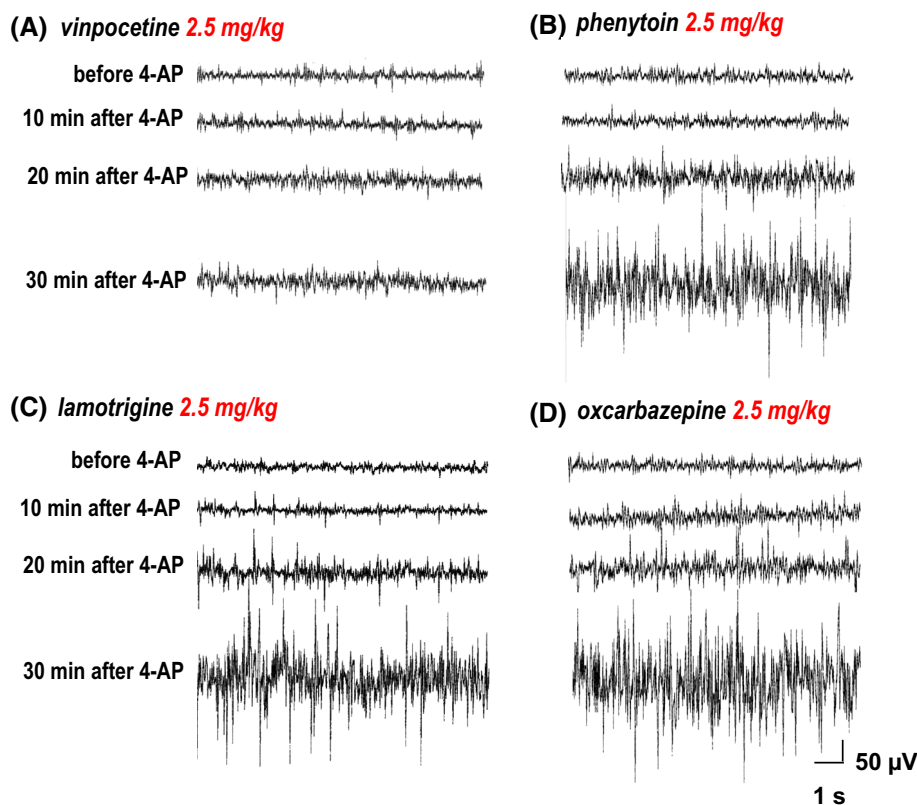 (A) vinpocetine 2.5 mg/kg
before 4-AP
10 min after 4-AP
20 min after 4-AP
30 min after 4-AP
(B) phenytoin 2.5 mg/kg
(C) lamotrigine 2.5 mg/kg
before 4-AP
10 min after 4-AP
20 min after 4-AP
30 min after 4-AP
(D) oxcarbazepine 2.5 mg/kg
50 µV
1 s